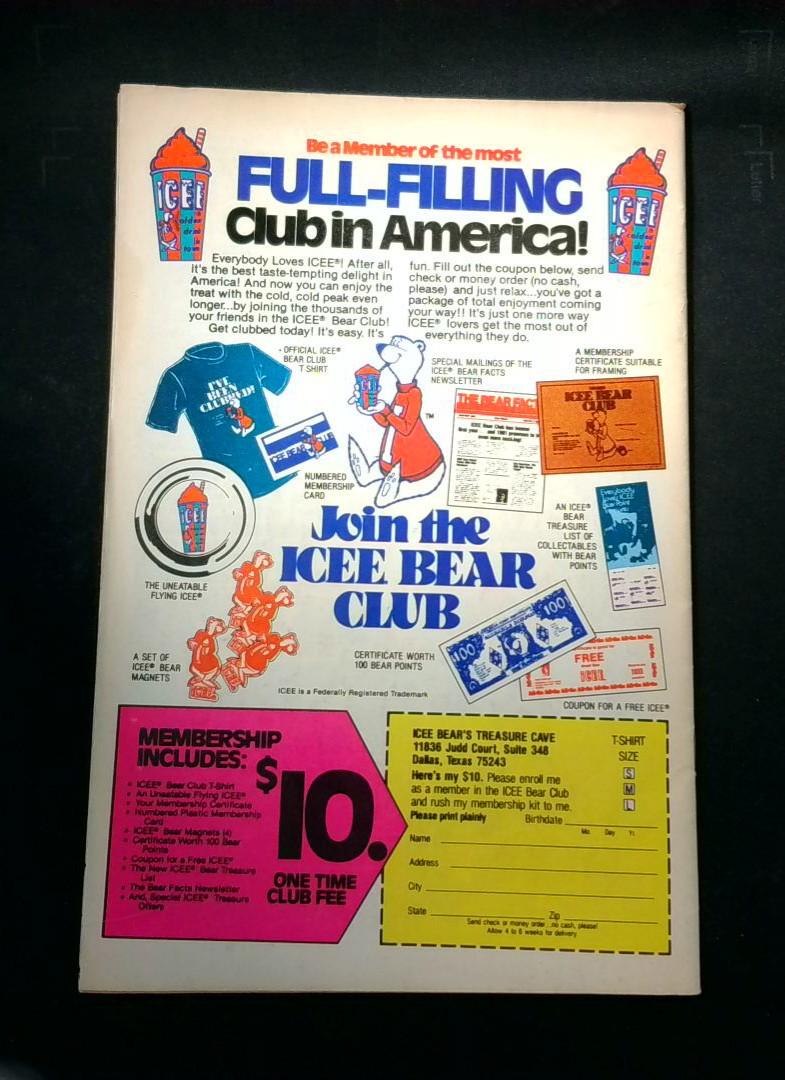 Be a Member of the most
FULL-FILLING
Club in America!
ICEE
ICEE
Everybody Loves ICEE®! After all,
it's the best taste-tempting delight in
America! And now you can enjoy the
treat with the cold, cold peak even
longer...by joining the thousands of
your friends in the ICEE® Bear Club!
Get clubbed today! It's easy. It's
fun. Fill out the coupon below, send
check or money order (no cash,
please) and just relax...you've got a
package of total enjoyment coming
your way!! It's just one more way
ICEE® lovers get the most out of
everything they do.
• OFFICIAL ICEE®
BEAR CLUB
T-SHIRT
I'VE
BEEN
CLUBBED!
ICEE BEAR CLUB
NUMBERED
MEMBERSHIP
CARD
ICEE
TM
SPECIAL MAILINGS OF THE
ICEE® BEAR FACTS
NEWSLETTER
THE BEAR FACT
A MEMBERSHIP
CERTIFICATE SUITABLE
FOR FRAMING
ICEE BEAR
CLUB
ICEE
THE UNEATABLE
FLYING ICEE®
Join the
ICEE BEAR
CLUB
AN ICEE®
BEAR
TREASURE
LIST OF
COLLECTABLES
WITH BEAR
POINTS
Everybody
loves ICEE
Bear Point
A SET OF
ICEE® BEAR
MAGNETS
CERTIFICATE WORTH
100 BEAR POINTS
100
100
FREE
ICEE
ICEE is a Federally Registered Trademark
COUPON FOR A FREE ICEE®
MEMBERSHIP
INCLUDES:
• ICEE® Bear Club T-Shirt
• An Uneatable Flying ICEE®
• Your Membership Certificate
• Numbered Plastic Membership
Card
• ICEE® Bear Magnets (4)
• Certificate Worth 100 Bear
Points
• Coupon for a Free ICEE®
• The New ICEE® Bear Treasure
List
• The Bear Facts Newsletter
• And, Special ICEE® Treasure
Offers
$10.
ONE TIME
CLUB FEE
ICEE BEAR'S TREASURE CAVE
11836 Judd Court, Suite 348
Dallas, Texas 75243
Here's my $10. Please enroll me
as a member in the ICEE Bear Club
and rush my membership kit to me.
Please print plainly
Birthdate
Mo. Day Yr.
T-SHIRT
SIZE
S
M
L
Name
Address
City
State
Zip
Send check or money order...no cash, please!
Allow 4 to 6 weeks for delivery